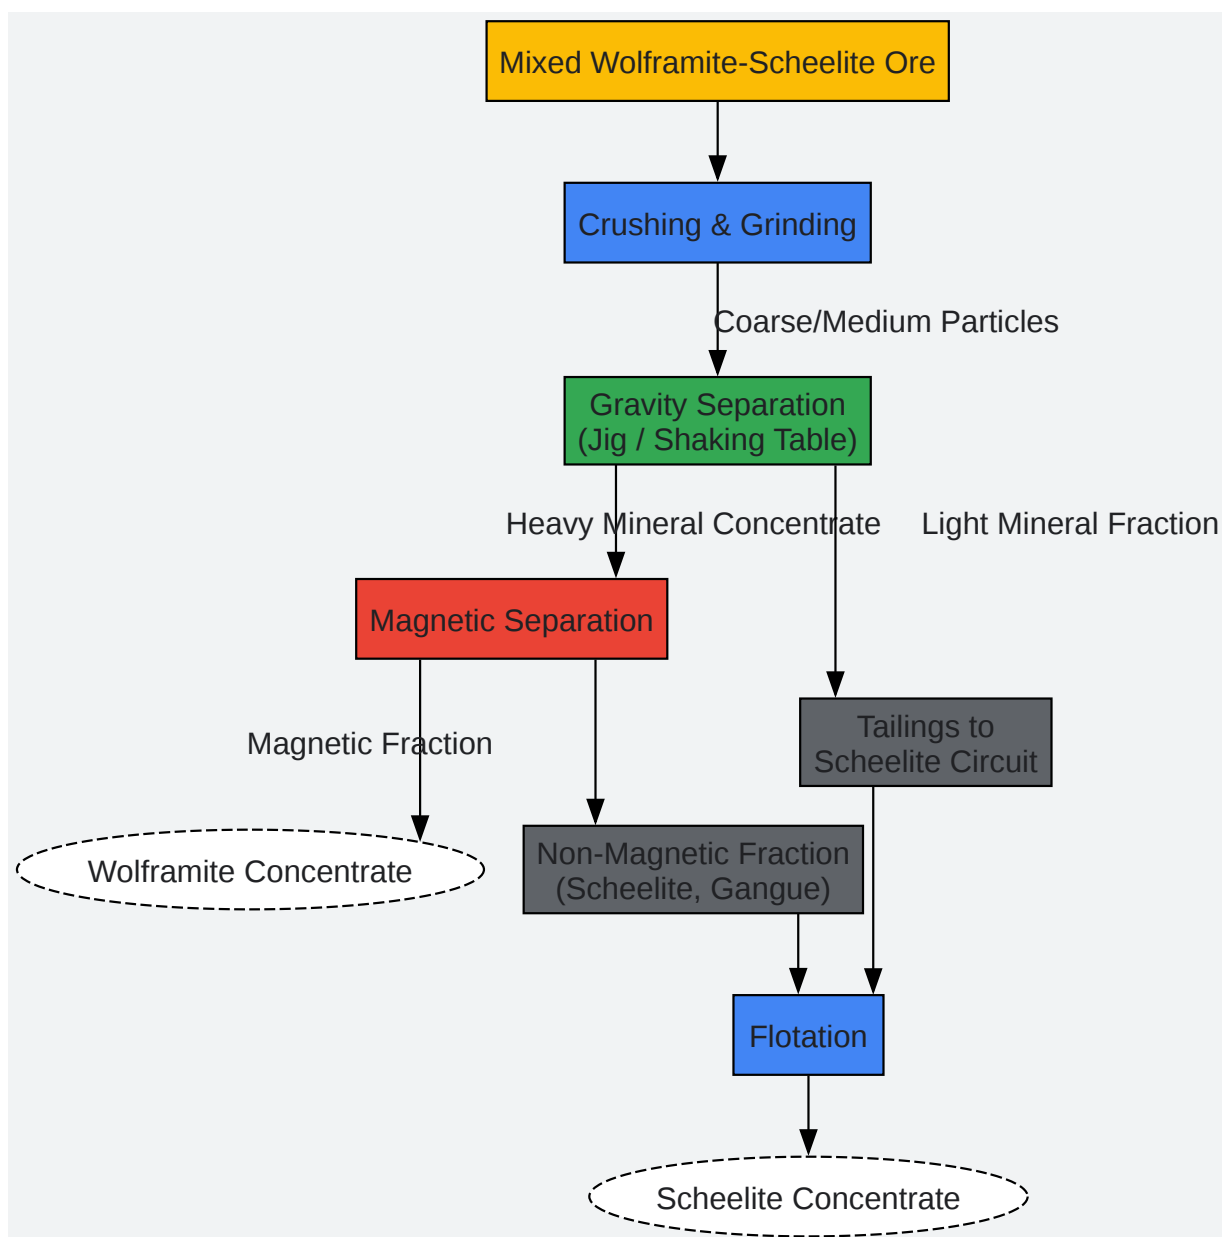 Mixed Wolframite-Scheelite Ore
Crushing & Grinding
Coarse/Medium Particles
Gravity Separation
(Jig / Shaking Table)
Heavy Mineral Concentrate
Light Mineral Fraction
Magnetic Separation
Magnetic Fraction
Tailings to
Scheelite Circuit
Wolframite Concentrate
Non-Magnetic Fraction
(Scheelite, Gangue)
Flotation
Scheelite Concentrate